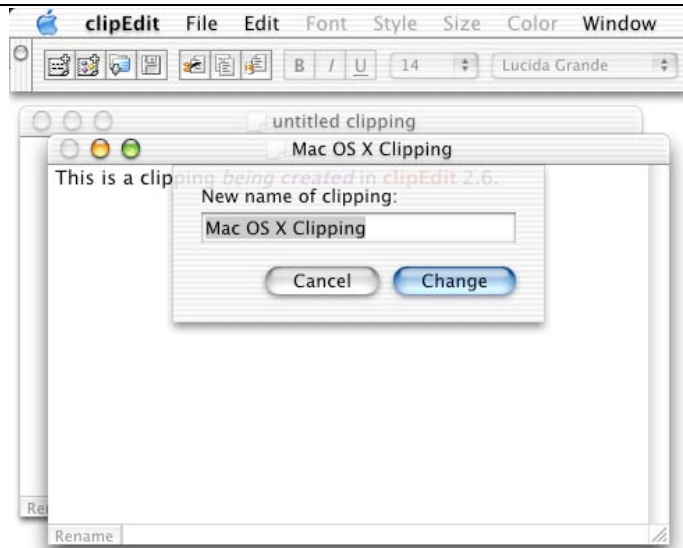 clipEdit File Edit Font Style Size Color Window
B I U 14 Lucida Grande
untitled clipping
Mac OS X Clipping
This is a clipping being created in clipEdit 2.6.
New name of clipping:
Mac OS X Clipping
Cancel Change
Re
Rename